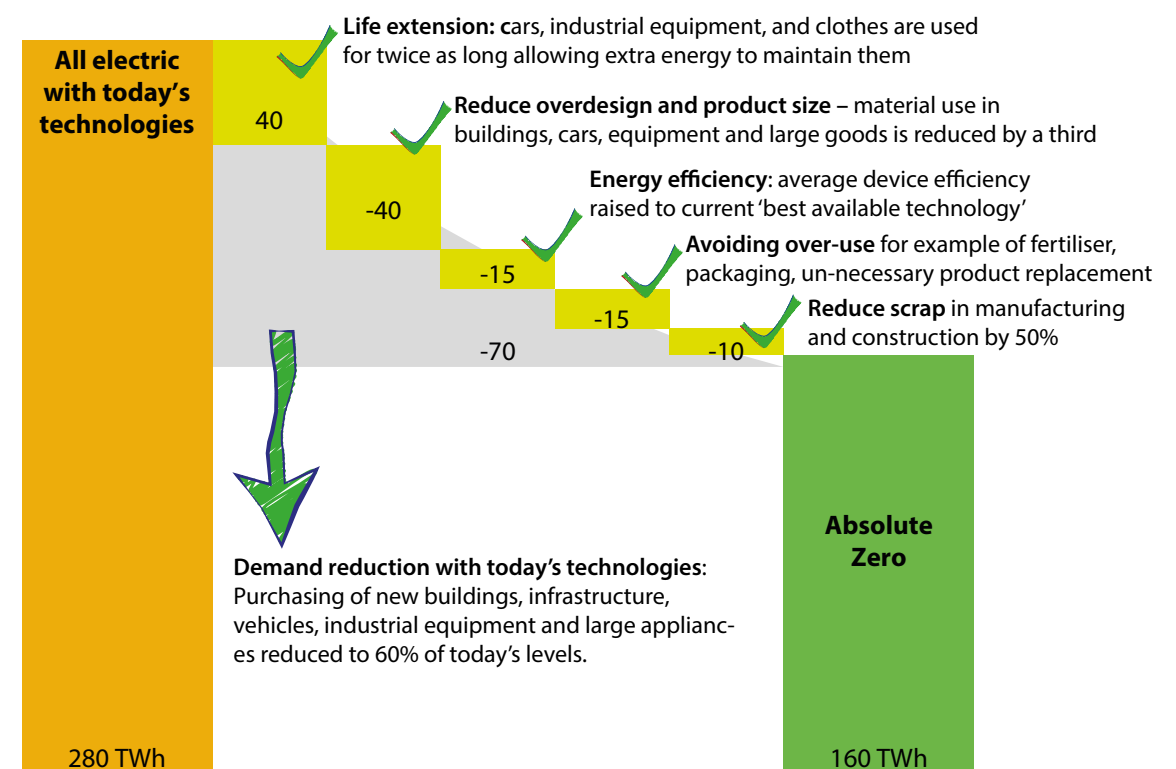 All electric
with today's
technologies
40
Life extension: cars, industrial equipment, and clothes are used
for twice as long allowing extra energy to maintain them
-40
Reduce overdesign and product size – material use in
buildings, cars, equipment and large goods is reduced by a third
-15
Energy efficiency: average device efficiency
raised to current 'best available technology'
-15
Avoiding over-use for example of fertiliser,
packaging, un-necessary product replacement
-10
Reduce scrap in manufacturing
and construction by 50%
-70
Demand reduction with today's technologies:
Purchasing of new buildings, infrastructure,
vehicles, industrial equipment and large applianc-
es reduced to 60% of today's levels.
Absolute
Zero
280 TWh
160 TWh